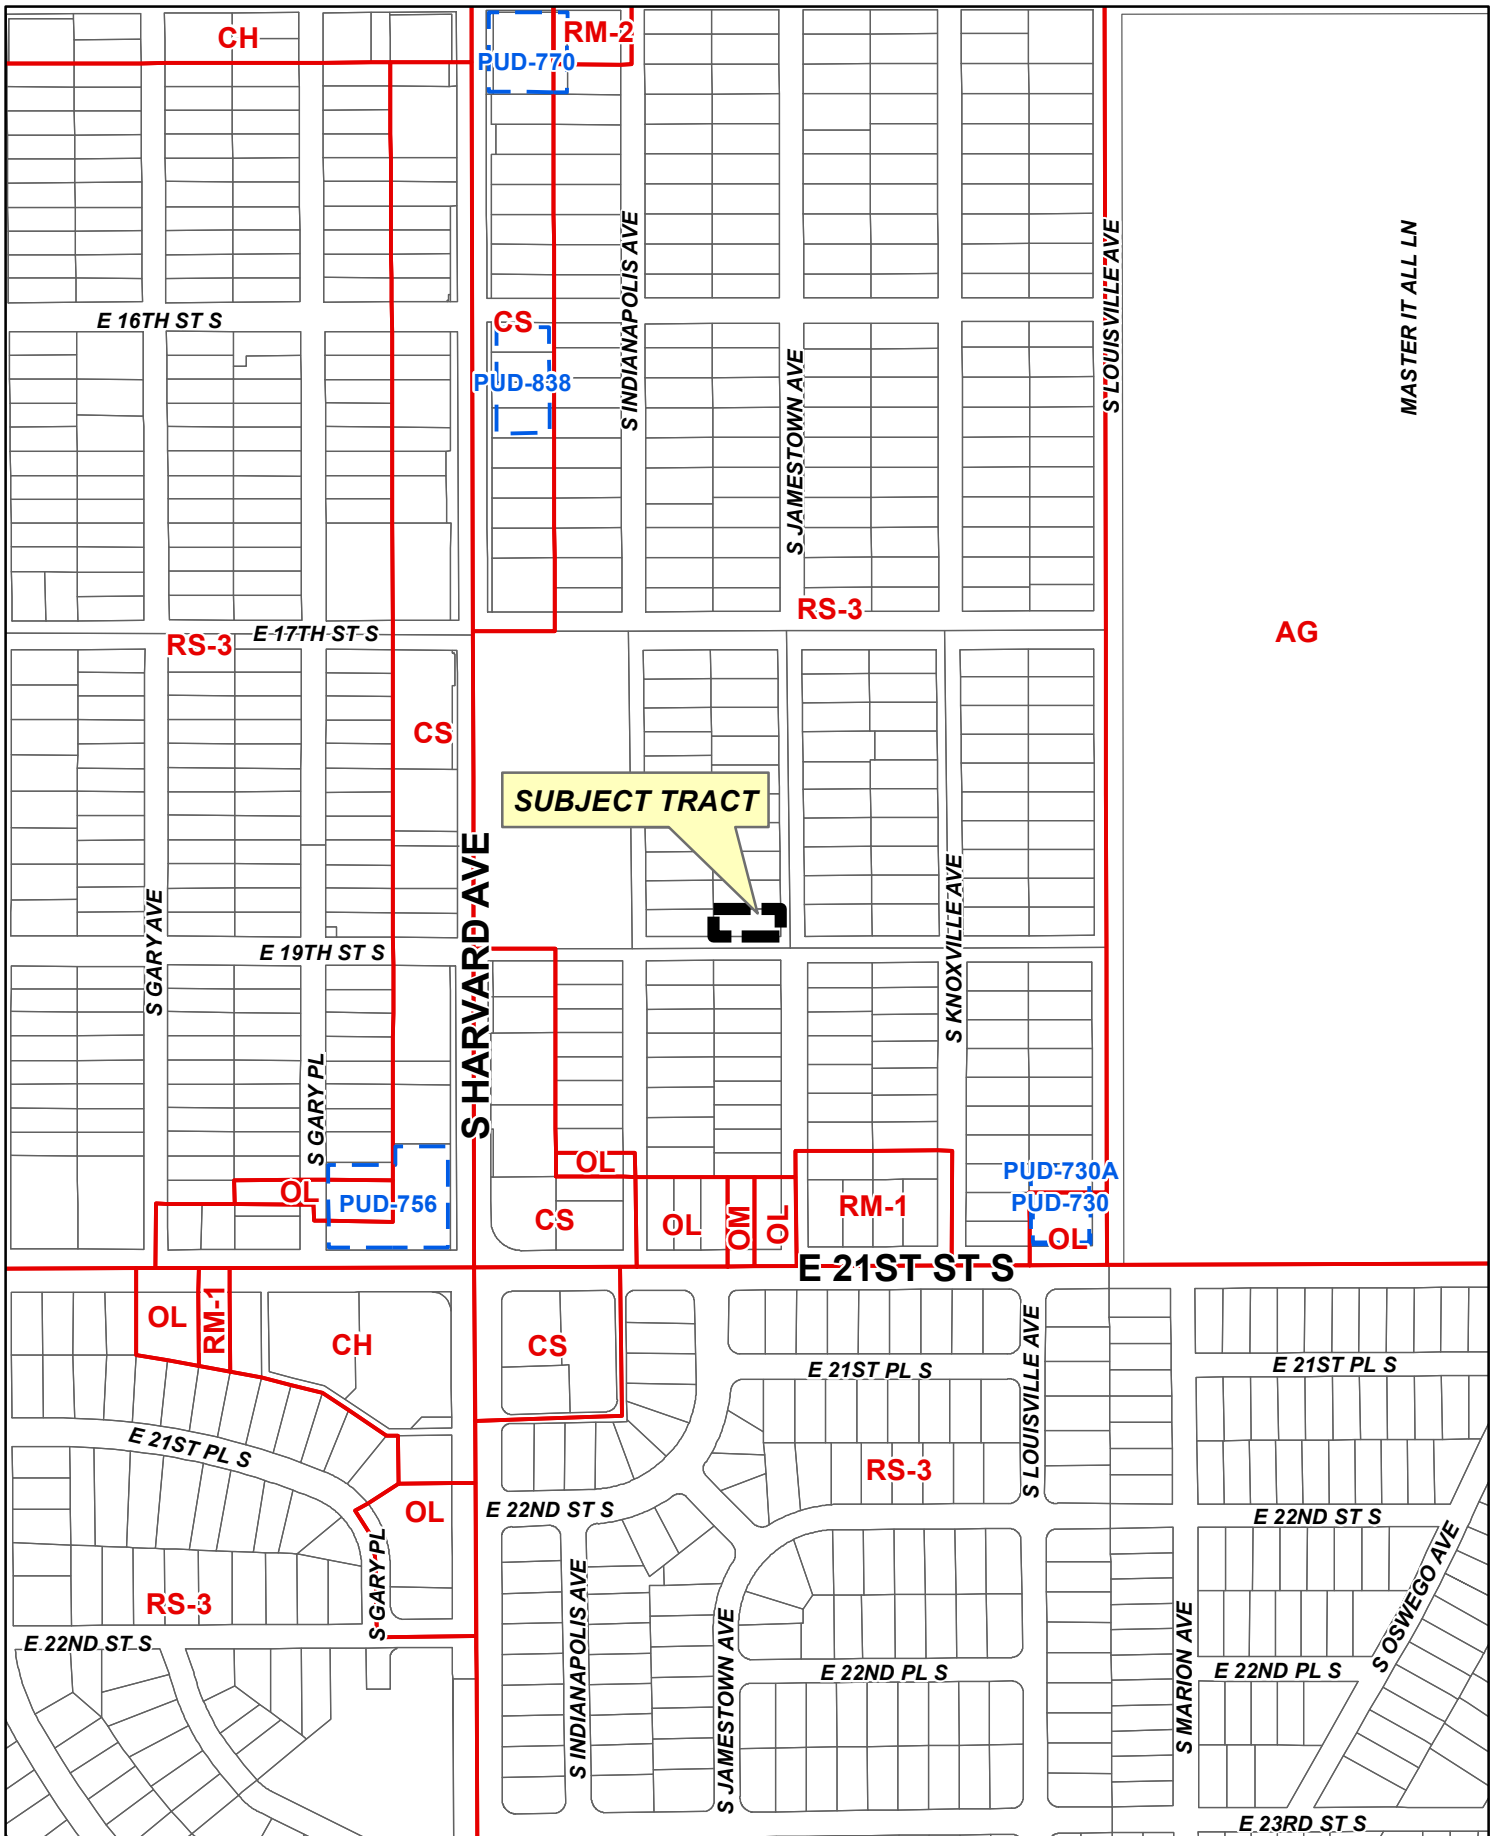 CH
RM-2
PUD-770
S INDIANAPOLIS AVE
S LOUISVILLE AVE
MASTER IT ALL LN
E 16TH ST S
CS
PUD-838
S JAMESTOWN AVE
RS-3
E 17TH ST S
RS-3
AG
CS
SUBJECT TRACT
S HARVARD AVE
S GARY AVE
E 19TH ST S
S KNOXVILLE AVE
S GARY PL
OL
PUD-730A
OL
PUD-756
CS
OL
OM
OL
RM-1
PUD-730
OL
E 21ST ST S
OL
RM-1
CH
CS
S LOUISVILLE AVE
E 21ST PL S
E 21ST PL S
E 21ST PL S
RS-3
OL
E 22ND ST S
E 22ND ST S
S GARY PL
S INDIANAPOLIS AVE
S OSWEGO AVE
RS-3
S JAMESTOWN AVE
S MARION AVE
E 22ND ST S
E 22ND PL S
E 22ND PL S
E 23RD ST S